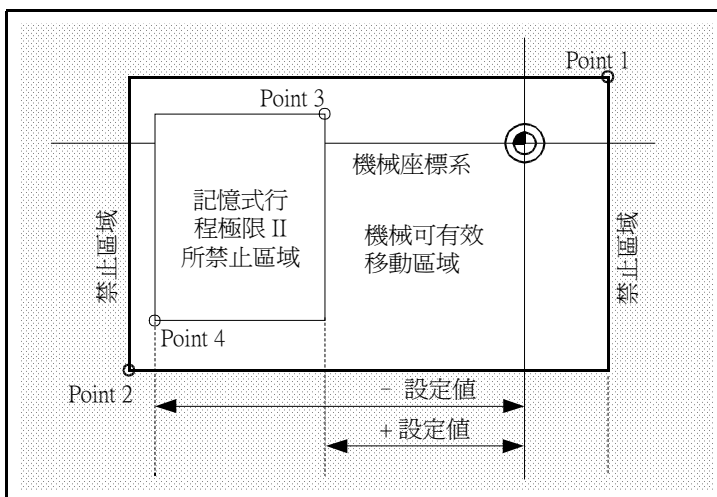 Point 1
Point 3
機械座標系
記憶式行
程極限 II
所禁止區域
機械可有效
移動區域
禁止區域
禁止區域
Point 4
Point 2
- 設定值
+ 設定值